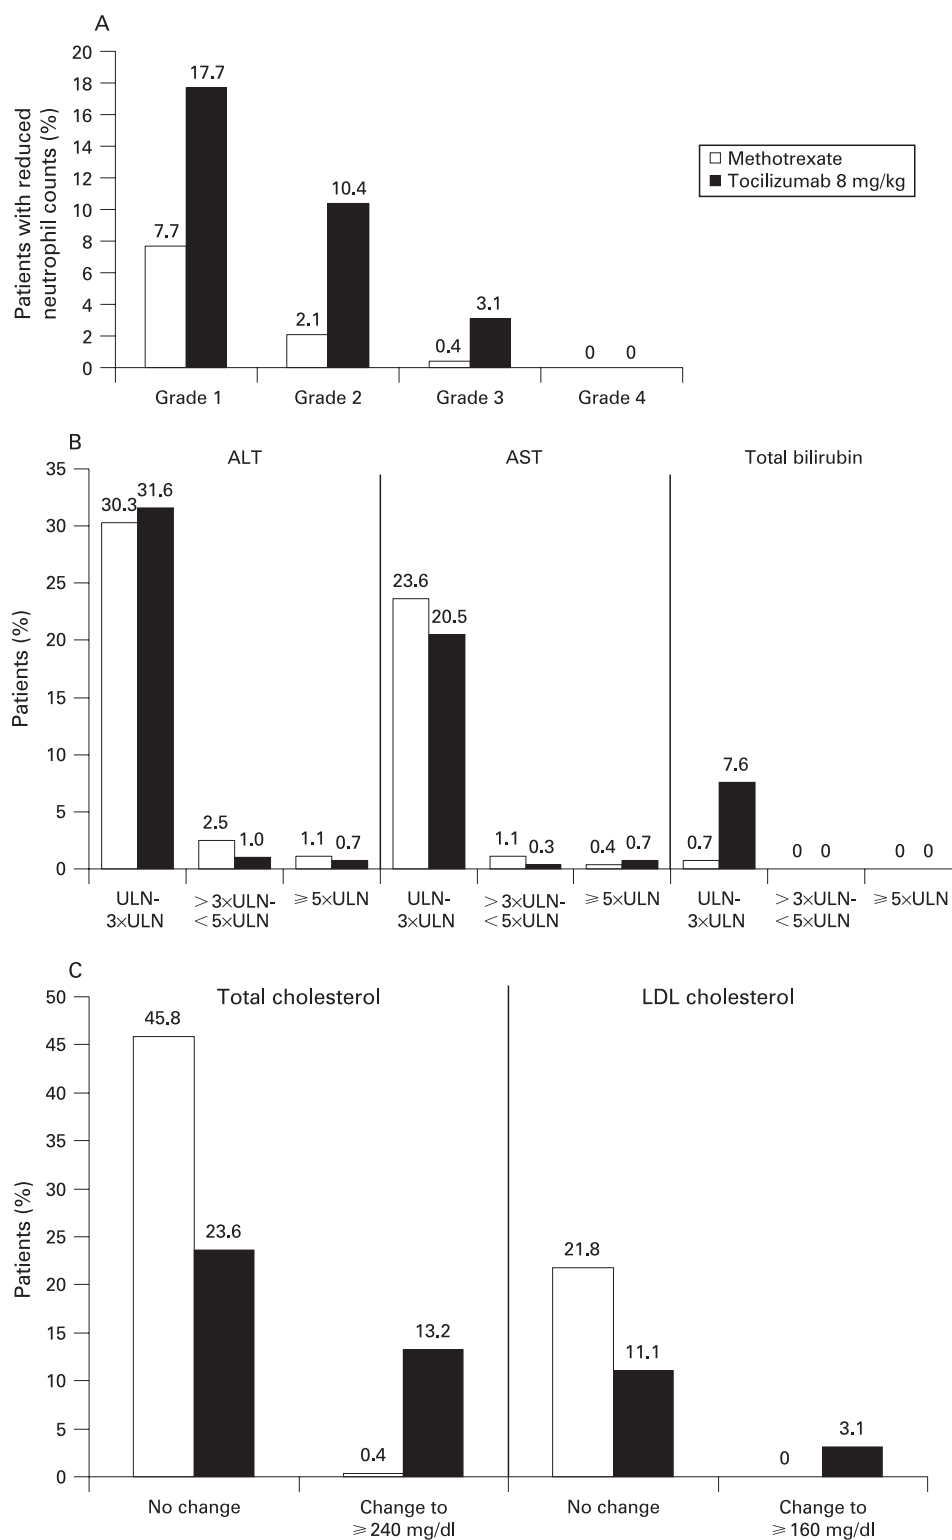 A
Patients with reduced
neutrophil counts (%)
20
18
16
14
12
10
8
6
4
2
0
7.7
17.7
2.1
10.4
0.4
3.1
0
0
Grade 1
Grade 2
Grade 3
Grade 4
Methotrexate
Tocilizumab 8 mg/kg
B
ALT
AST
Total bilirubin
Patients (%)
35
30
25
20
15
10
5
0
30.3
31.6
2.5
1.0
1.1
0.7
23.6
20.5
1.1
0.3
0.4
0.7
0.7
7.6
0
0
0
0
ULN-
3×ULN
>3×ULN-
<5×ULN
⩾5×ULN
ULN-
3×ULN
>3×ULN-
<5×ULN
⩾5×ULN
ULN-
3×ULN
>3×ULN-
<5×ULN
⩾5×ULN
C
Total cholesterol
LDL cholesterol
Patients (%)
50
45
40
35
30
25
20
15
10
5
0
45.8
23.6
0.4
13.2
21.8
11.1
0
3.1
No change
Change to
⩾240 mg/dl
No change
Change to
⩾160 mg/dl